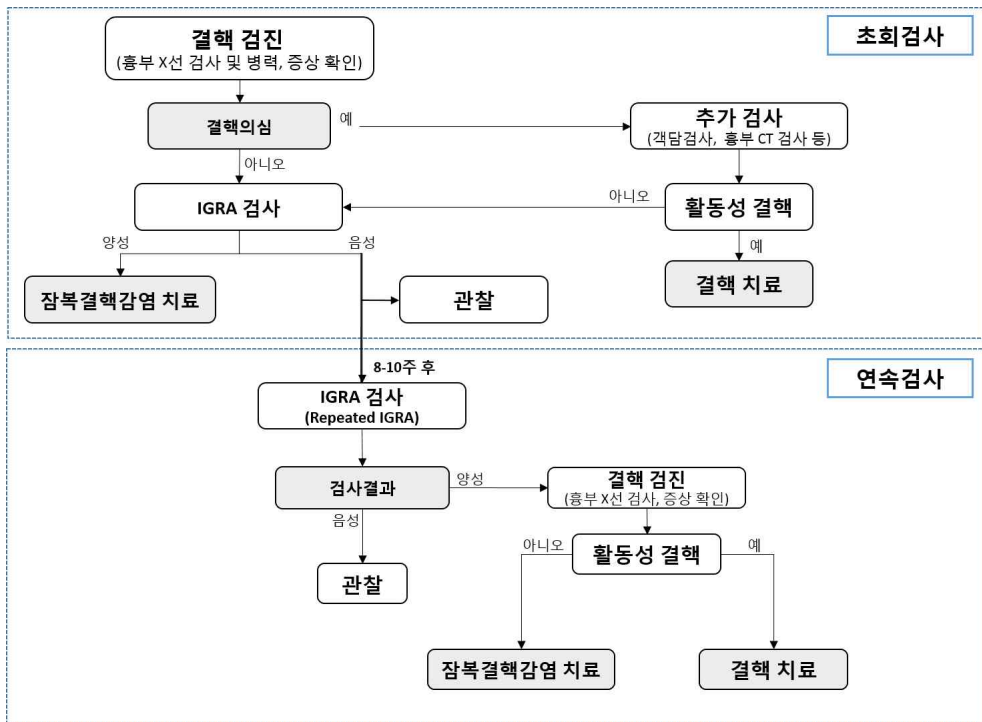 초회검사
결핵 검진
(흉부 X선 검사 및 병력, 증상 확인)
결핵의심
예
추가 검사
(객담검사, 흉부 CT 검사 등)
아니오
IGRA 검사
아니오
활동성 결핵
양성
음성
예
잠복결핵감염 치료
관찰
결핵 치료
8-10주 후
연속검사
IGRA 검사
(Repeated IGRA)
검사결과
양성
결핵 검진
(흉부 X선 검사, 증상 확인)
음성
아니오
활동성 결핵
예
관찰
잠복결핵감염 치료
결핵 치료